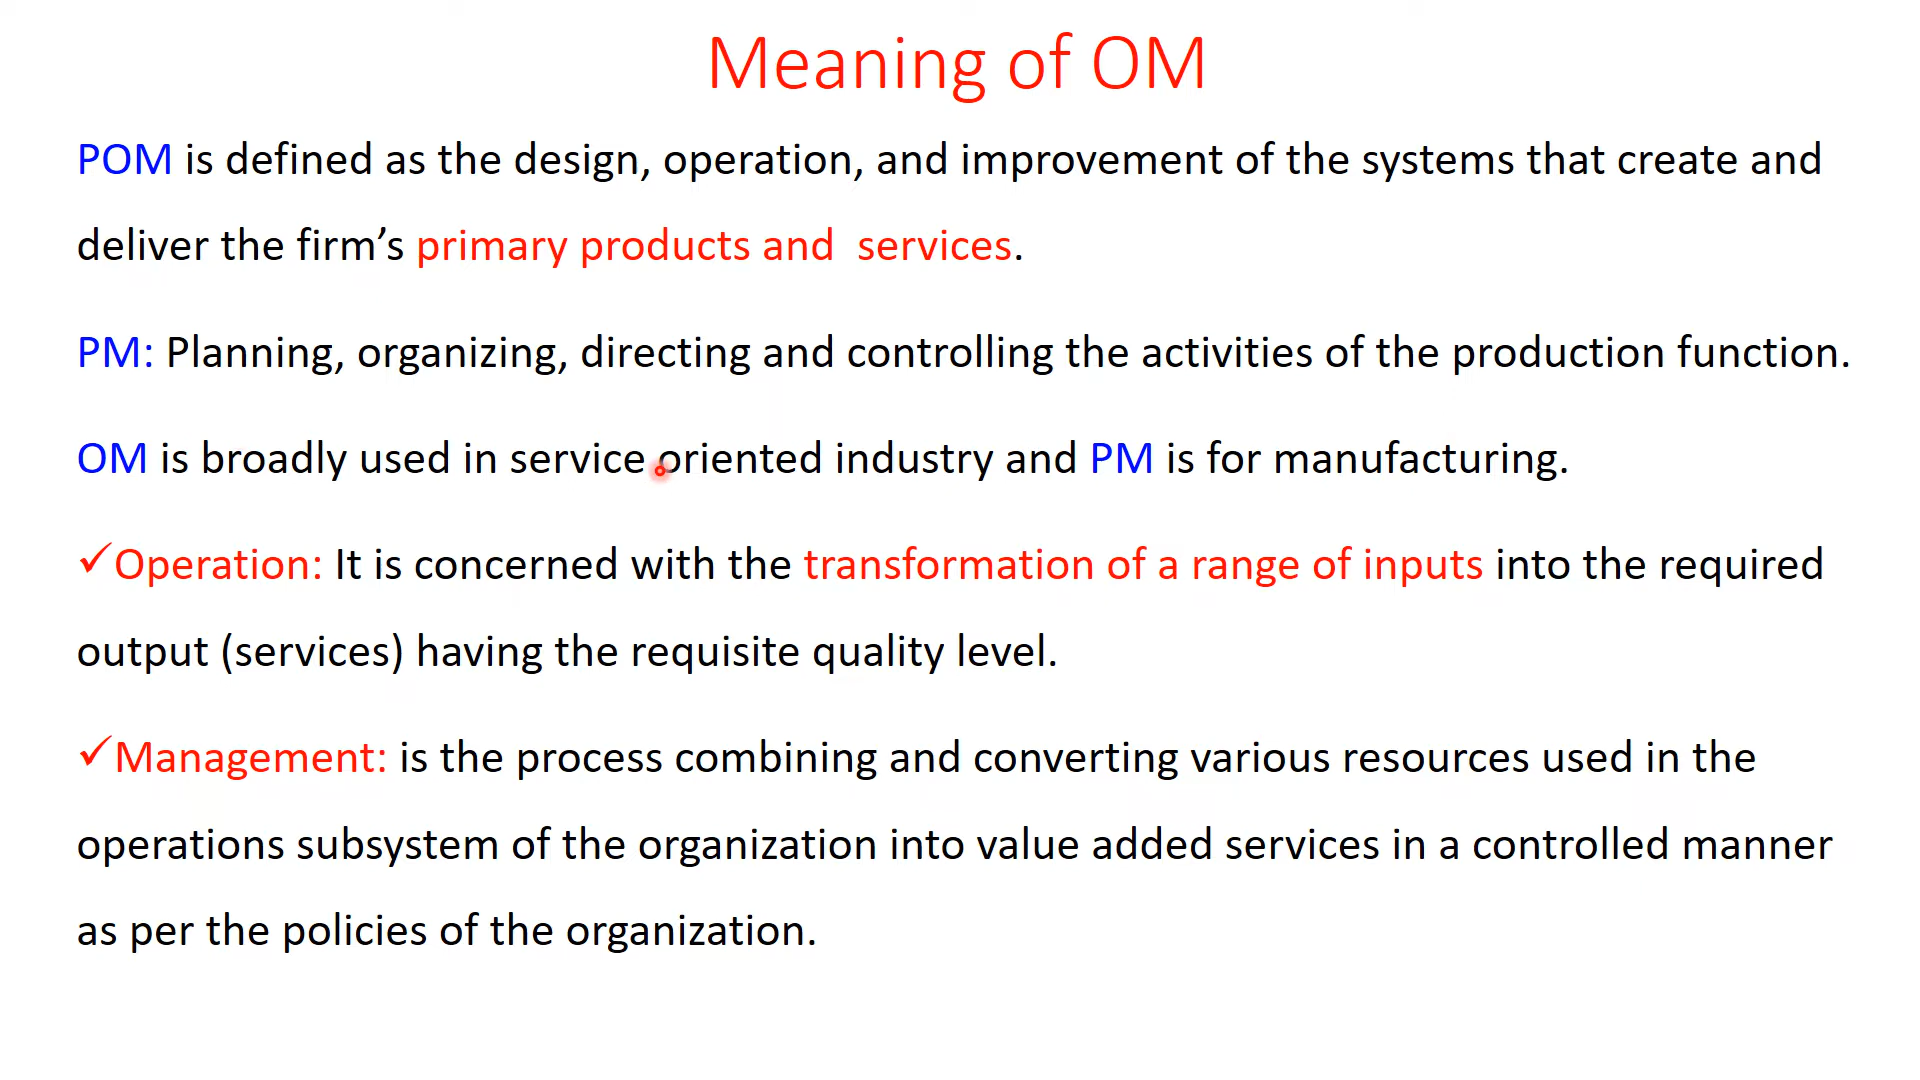 Meaning of OM
POM is defined as the design, operation, and improvement of the systems that create and
deliver the firm’s primary products and  services.
PM: Planning, organizing, directing and controlling the activities of the production function.
OM is broadly used in service oriented industry and PM is for manufacturing.
✓Operation: It is concerned with the transformation of a range of inputs into the required
output (services) having the requisite quality level.
✓Management: is the process combining and converting various resources used in the
operations subsystem of the organization into value added services in a controlled manner
as per the policies of the organization.